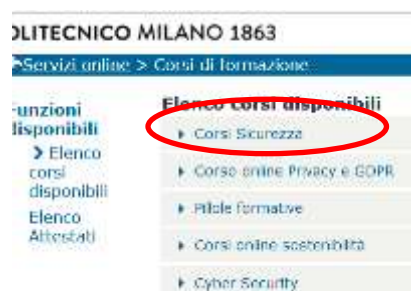 OLITECNICO MILANO 1863
Servizi online > Corsi di formazione
unzioni
disponibili
Elenco
corsi
disponibili
Elenco
Attestati
Elenco corsi disponibili
Corsi Sicurezza
Corso online Privacy e GDPR
Pillole formative
Corsi online sostenibilità
Cyber Security